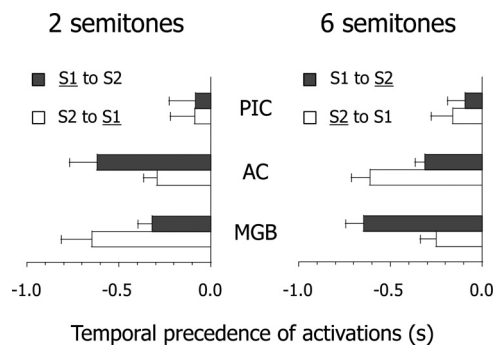 2 semitones 6 semitones
S1 to S2 S1 to S2
S2 to S1 S2 to S1
PIC
AC
MGB
-1.0 -0.5 0.0 -1.0 -0.5 0.0
Temporal precedence of activations (s)